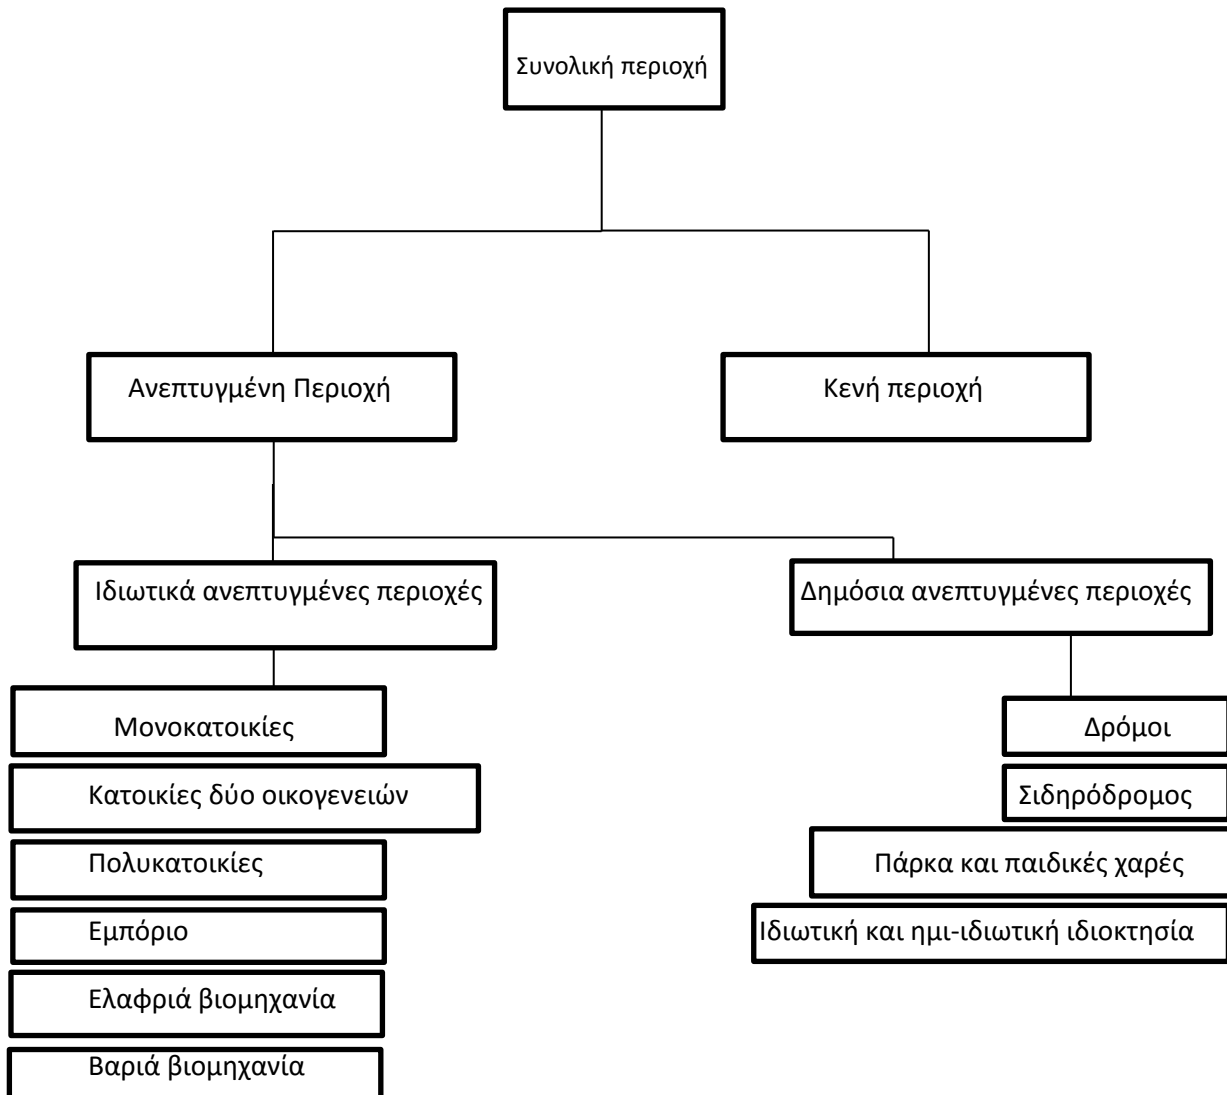 Συνολική περιοχή
Ανεπτυγμένη Περιοχή
Κενή περιοχή
Ιδιωτικά ανεπτυγμένες περιοχές
Δημόσια ανεπτυγμένες περιοχές
Μονοκατοικίες
Κατοικίες δύο οικογενειών
Πολυκατοικίες
Εμπόριο
Ελαφριά βιομηχανία
Βαριά βιομηχανία
Δρόμοι
Σιδηρόδρομος
Πάρκα και παιδικές χαρές
Ιδιωτική και ημι-ιδιωτική ιδιοκτησία